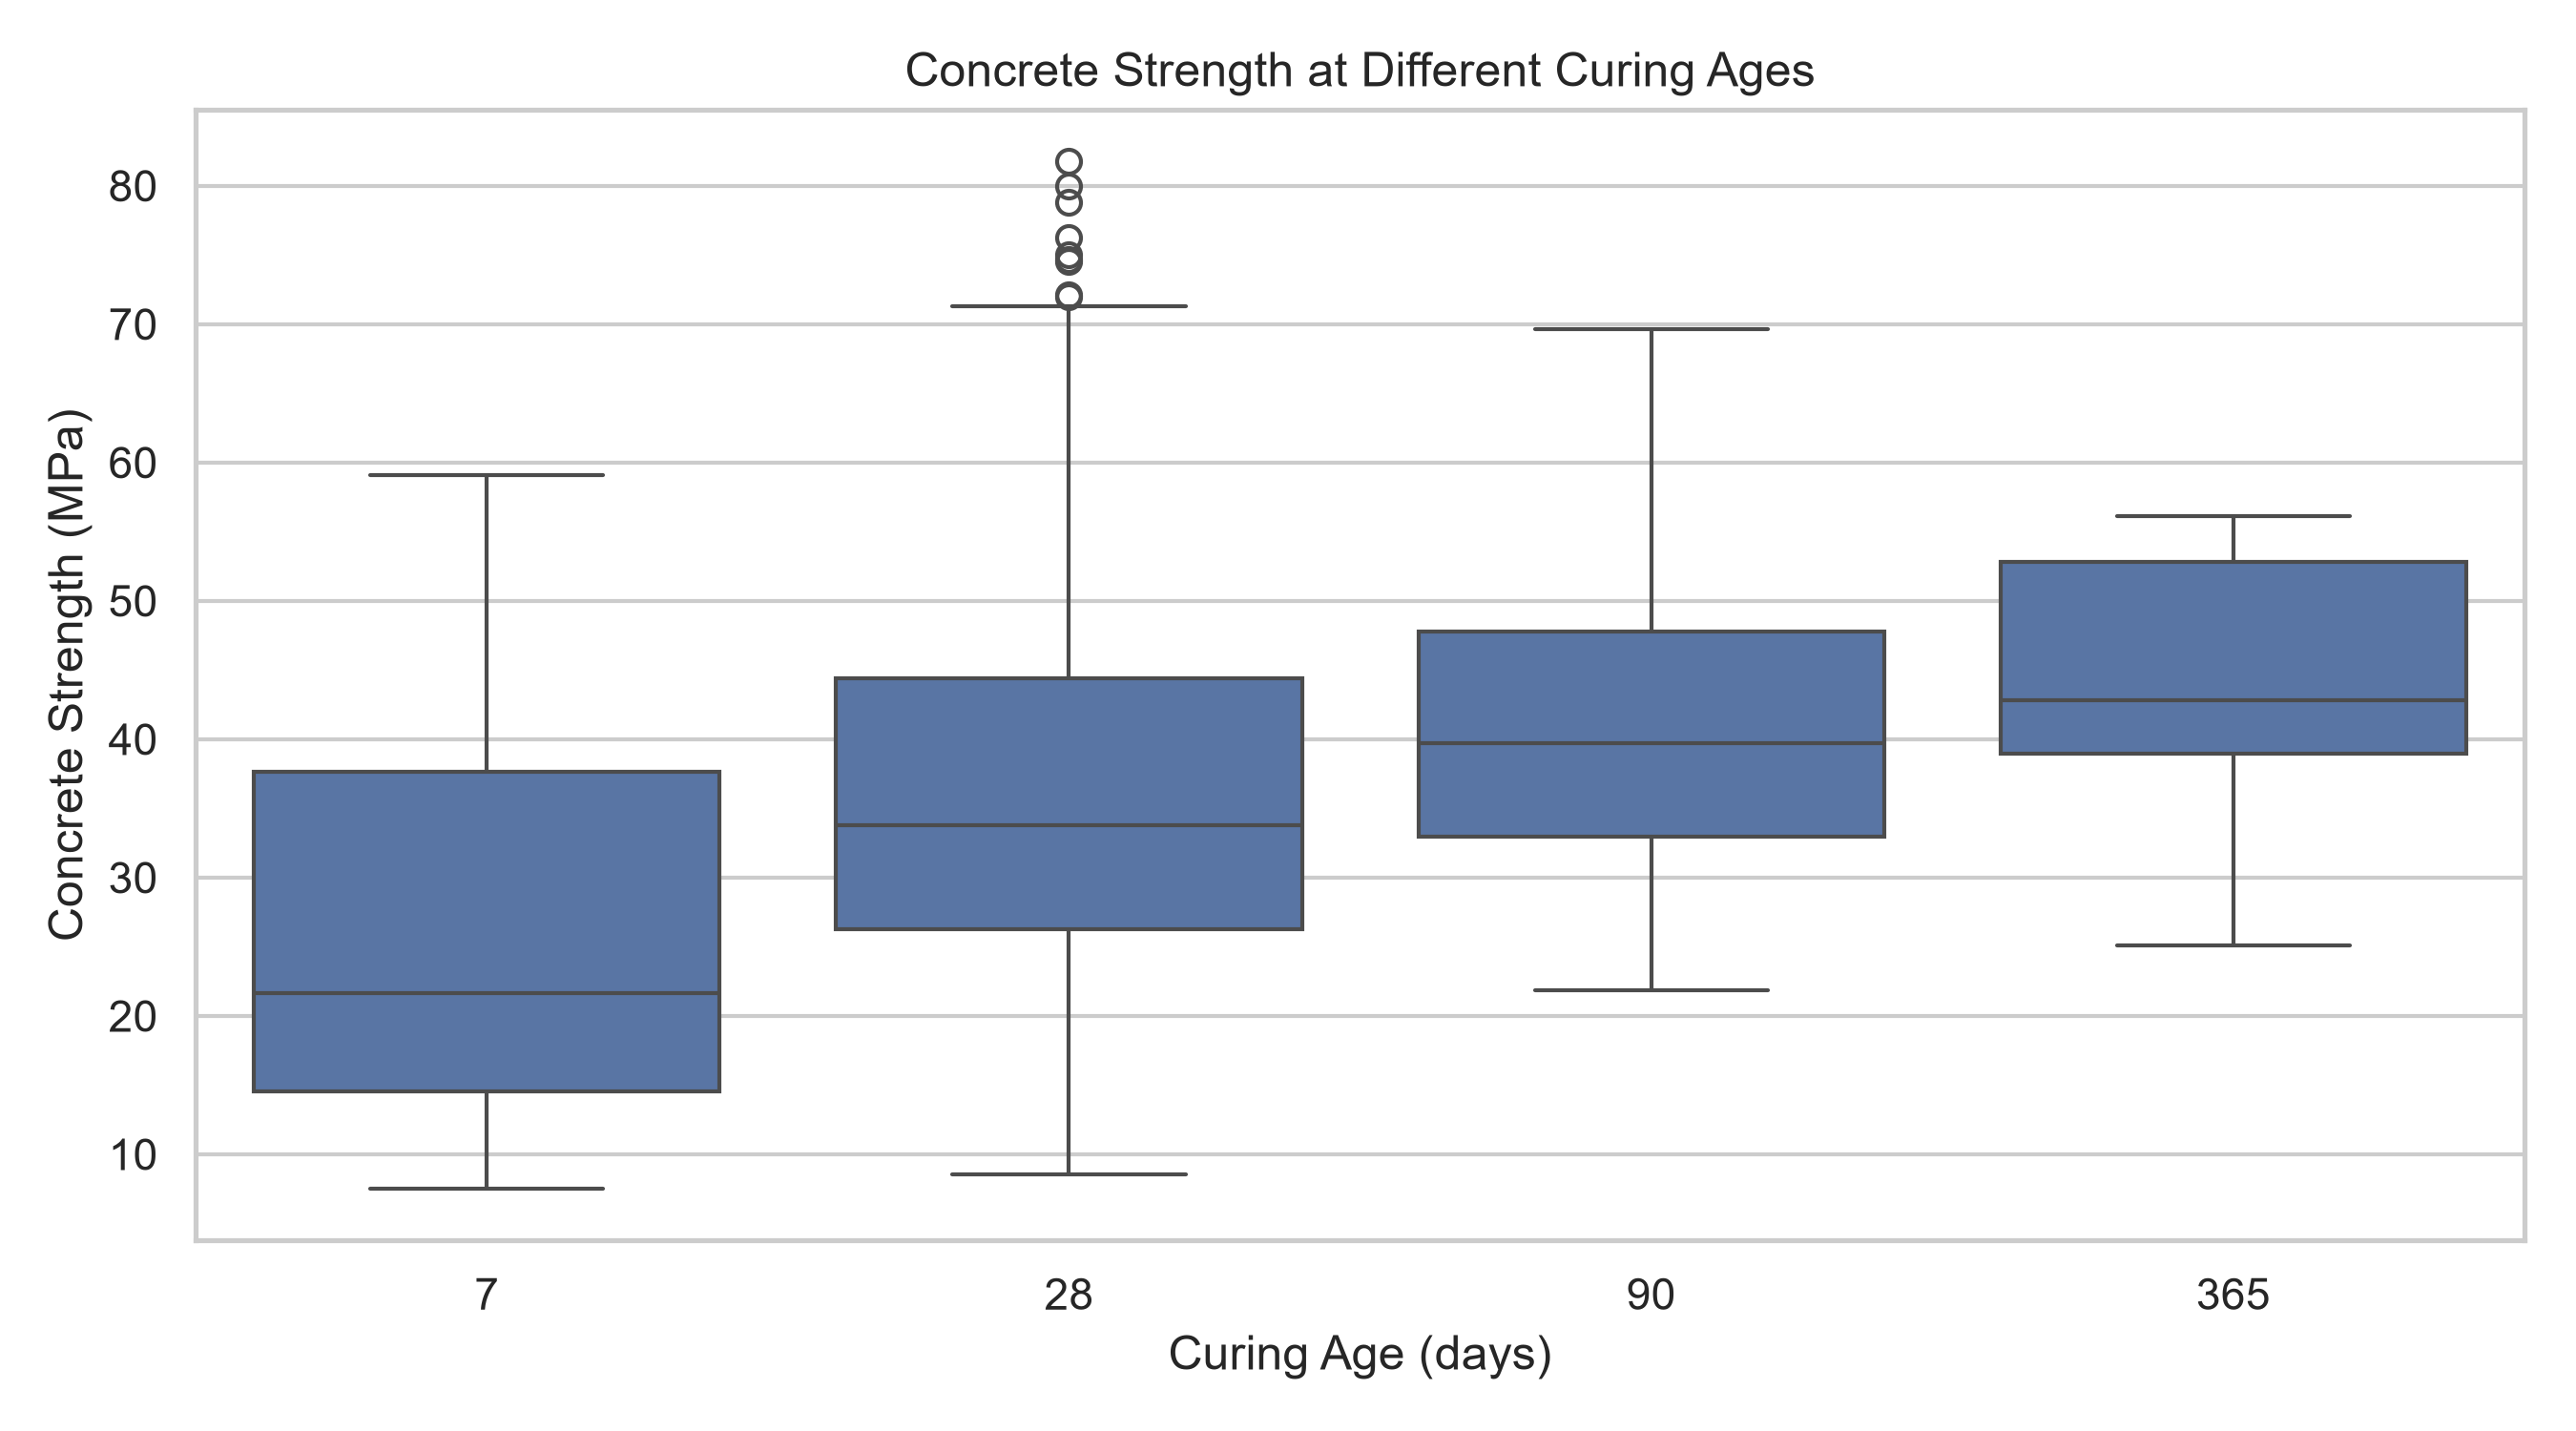 Concrete Strength at Different Curing Ages
Concrete Strength (MPa)
80
70
60
50
40
30
20
10
7 28 90 365
Curing Age (days)